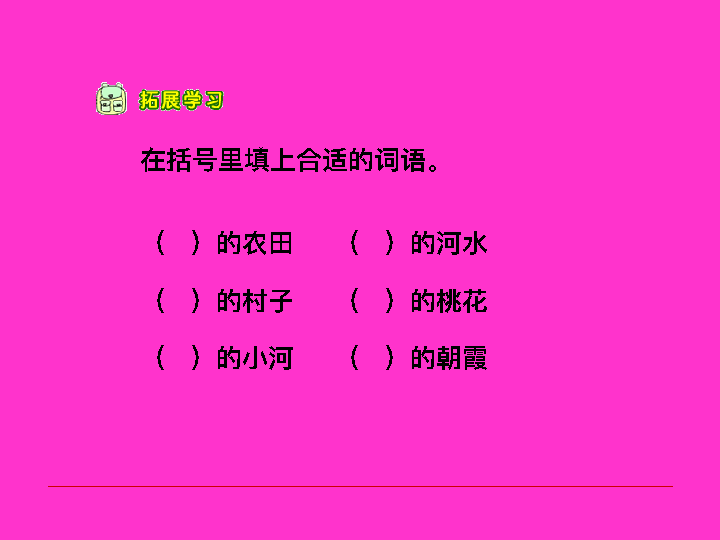 拓展学习
在括号里填上合适的词语。
（ ）的农田 （ ）的河水
（ ）的村子 （ ）的桃花
（ ）的小河 （ ）的朝霞